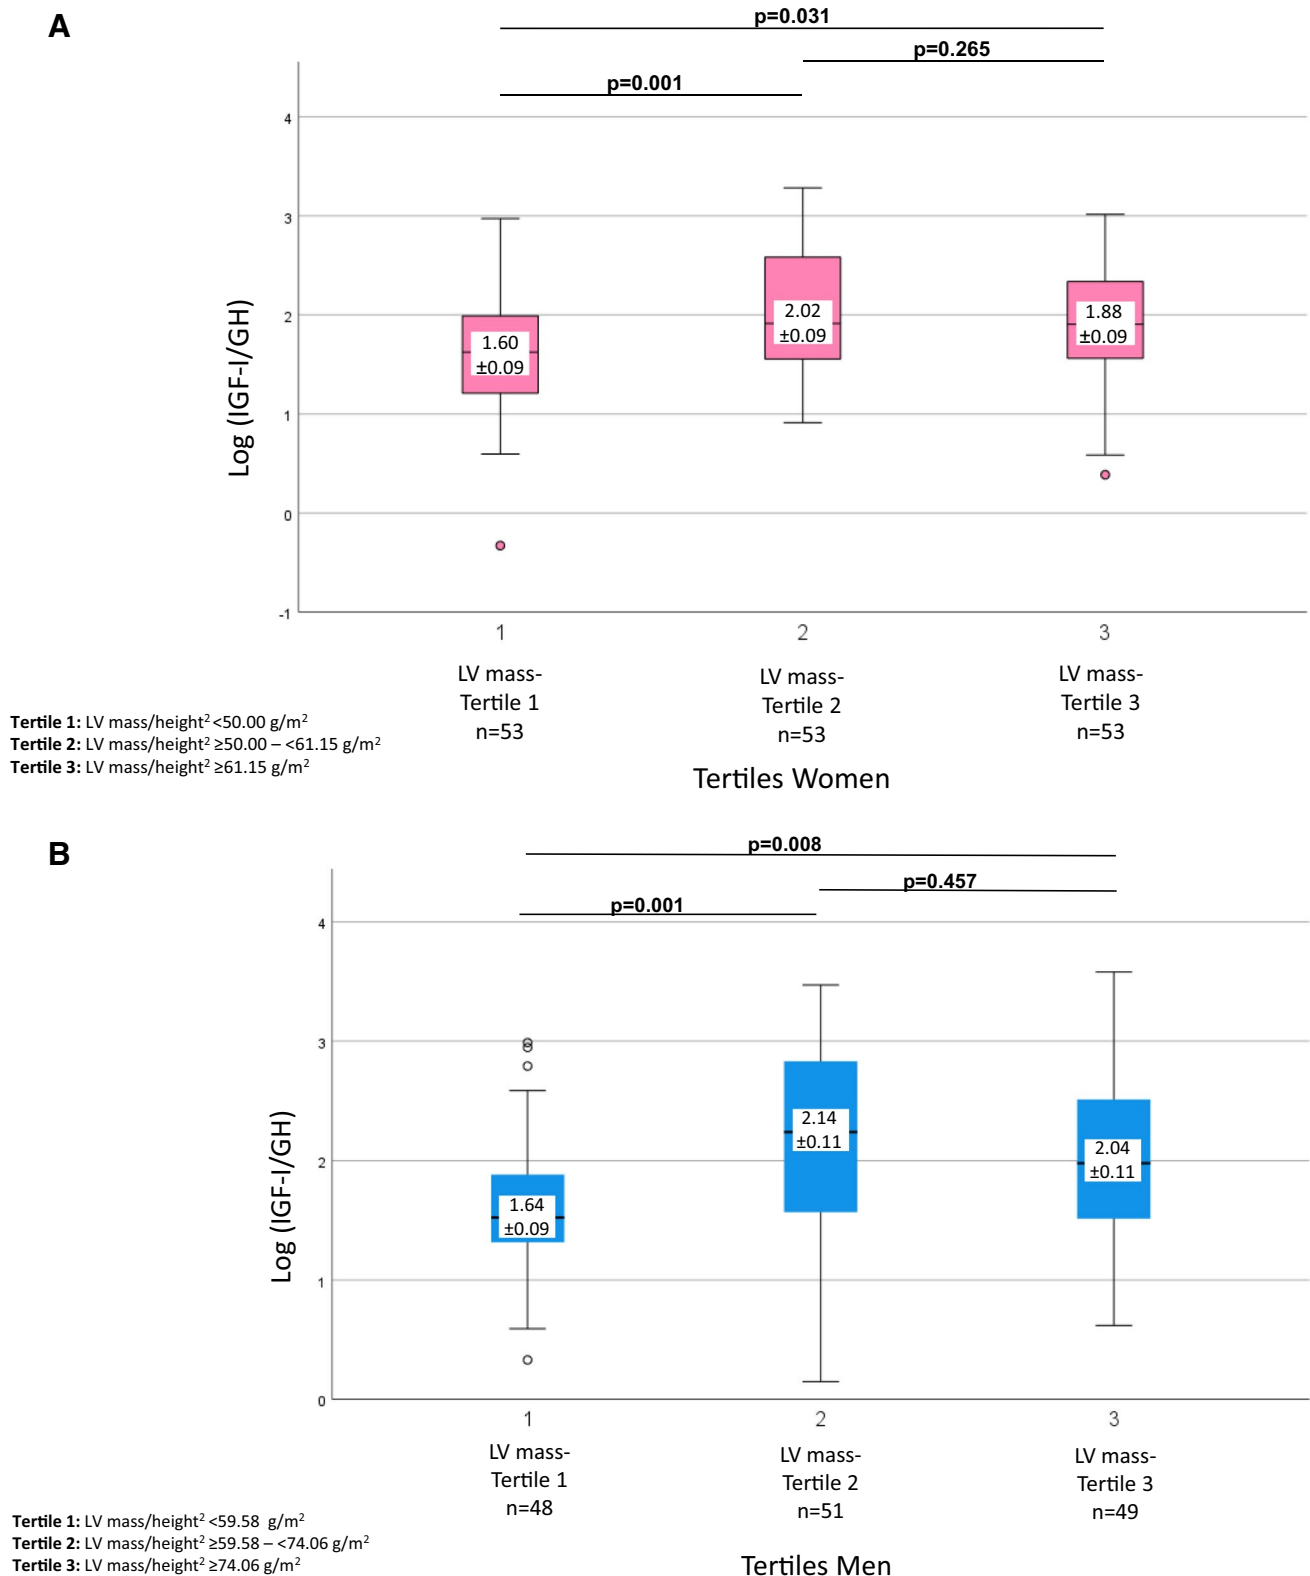 A
p=0.031
p=0.265
p=0.001
4
3
2
1
0
-1
Log (IGF-I/GH)
2.02
±0.09
1.88
±0.09
1.60
±0.09
1 2 3
LV mass-
Tertile 1
n=53
LV mass-
Tertile 2
n=53
LV mass-
Tertile 3
n=53
Tertile 1: LV mass/height² <50.00 g/m²
Tertile 2: LV mass/height² ≥50.00 – <61.15 g/m²
Tertile 3: LV mass/height² ≥61.15 g/m²
Tertiles Women
B
p=0.008
p=0.457
p=0.001
4
3
2
1
0
Log (IGF-I/GH)
1.64
±0.09
2.14
±0.11
2.04
±0.11
1 2 3
LV mass-
Tertile 1
n=48
LV mass-
Tertile 2
n=51
LV mass-
Tertile 3
n=49
Tertile 1: LV mass/height² <59.58 g/m²
Tertile 2: LV mass/height² ≥59.58 – <74.06 g/m²
Tertile 3: LV mass/height² ≥74.06 g/m²
Tertiles Men